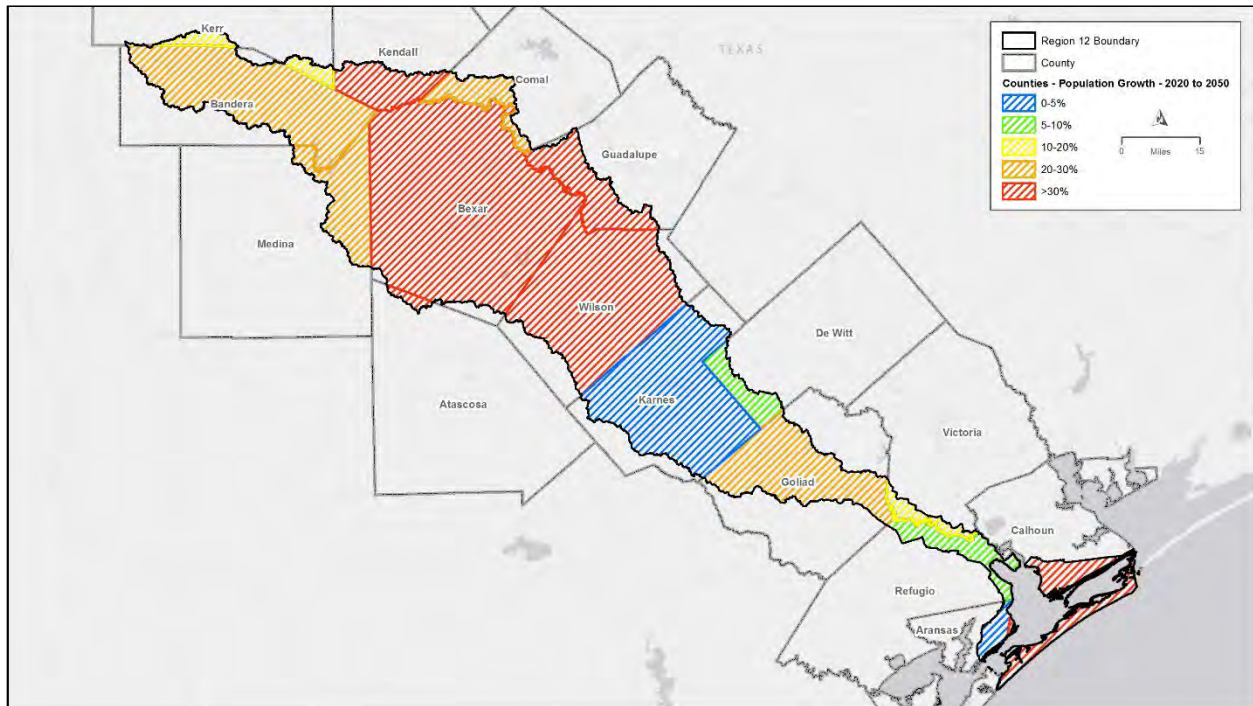 Kerr
Kendall
TEXAS
Comal
Bandera
Guadalupe
Bexar
Medina
Wilson
De Witt
Karnes
Atascosa
Victoria
Goliad
Calhoun
Refugio
Aransas
Region 12 Boundary
County
Counties - Population Growth - 2020 to 2050
0-5%
5-10%
10-20%
20-30%
>30%
0 15
Miles